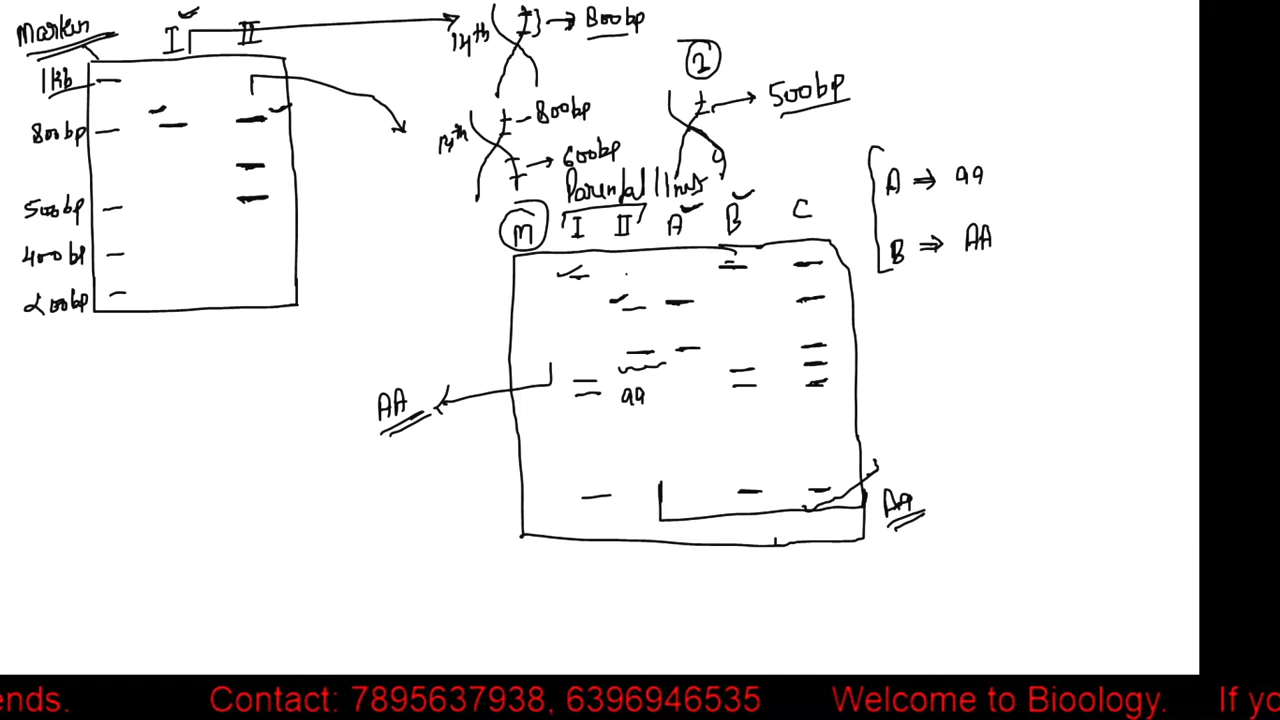 Marker
I II
1kb
800bp
500bp
400bp
200bp
14th
800bp
14th
800bp
600bp
1
500bp
Parental lines
M I II A B C
A ⇒ aa
B ⇒ AA
AA
aa
Aa
ends. Contact: 7895637938, 6396946535 Welcome to Bioology. If yo